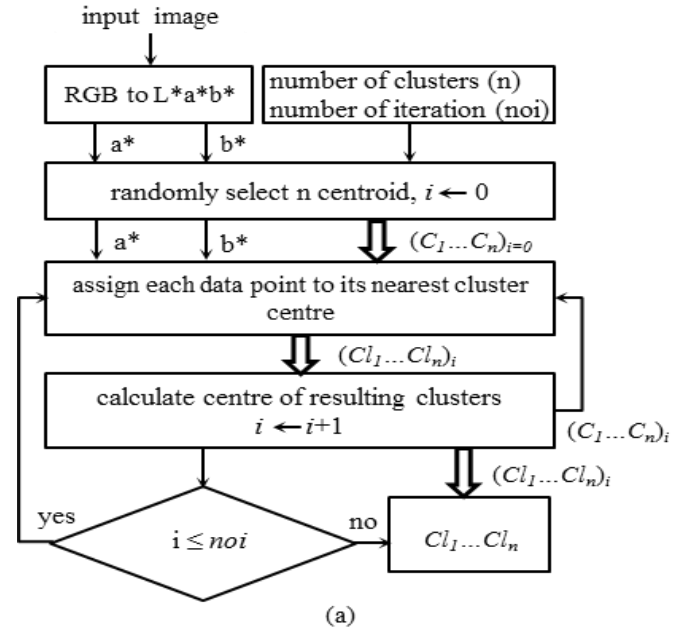 input image
RGB to L*a*b*
number of clusters (n)
number of iteration (noi)
a*
b*
randomly select n centroid, i ← 0
a*
b*
(C₁...Cₙ)ᵢ₌₀
assign each data point to its nearest cluster
centre
(Cl₁...Clₙ)ᵢ
calculate centre of resulting clusters
i ← i+1
(C₁...Cₙ)ᵢ
(Cl₁...Clₙ)ᵢ
yes
i ≤ noi
no
Cl₁...Clₙ
(a)